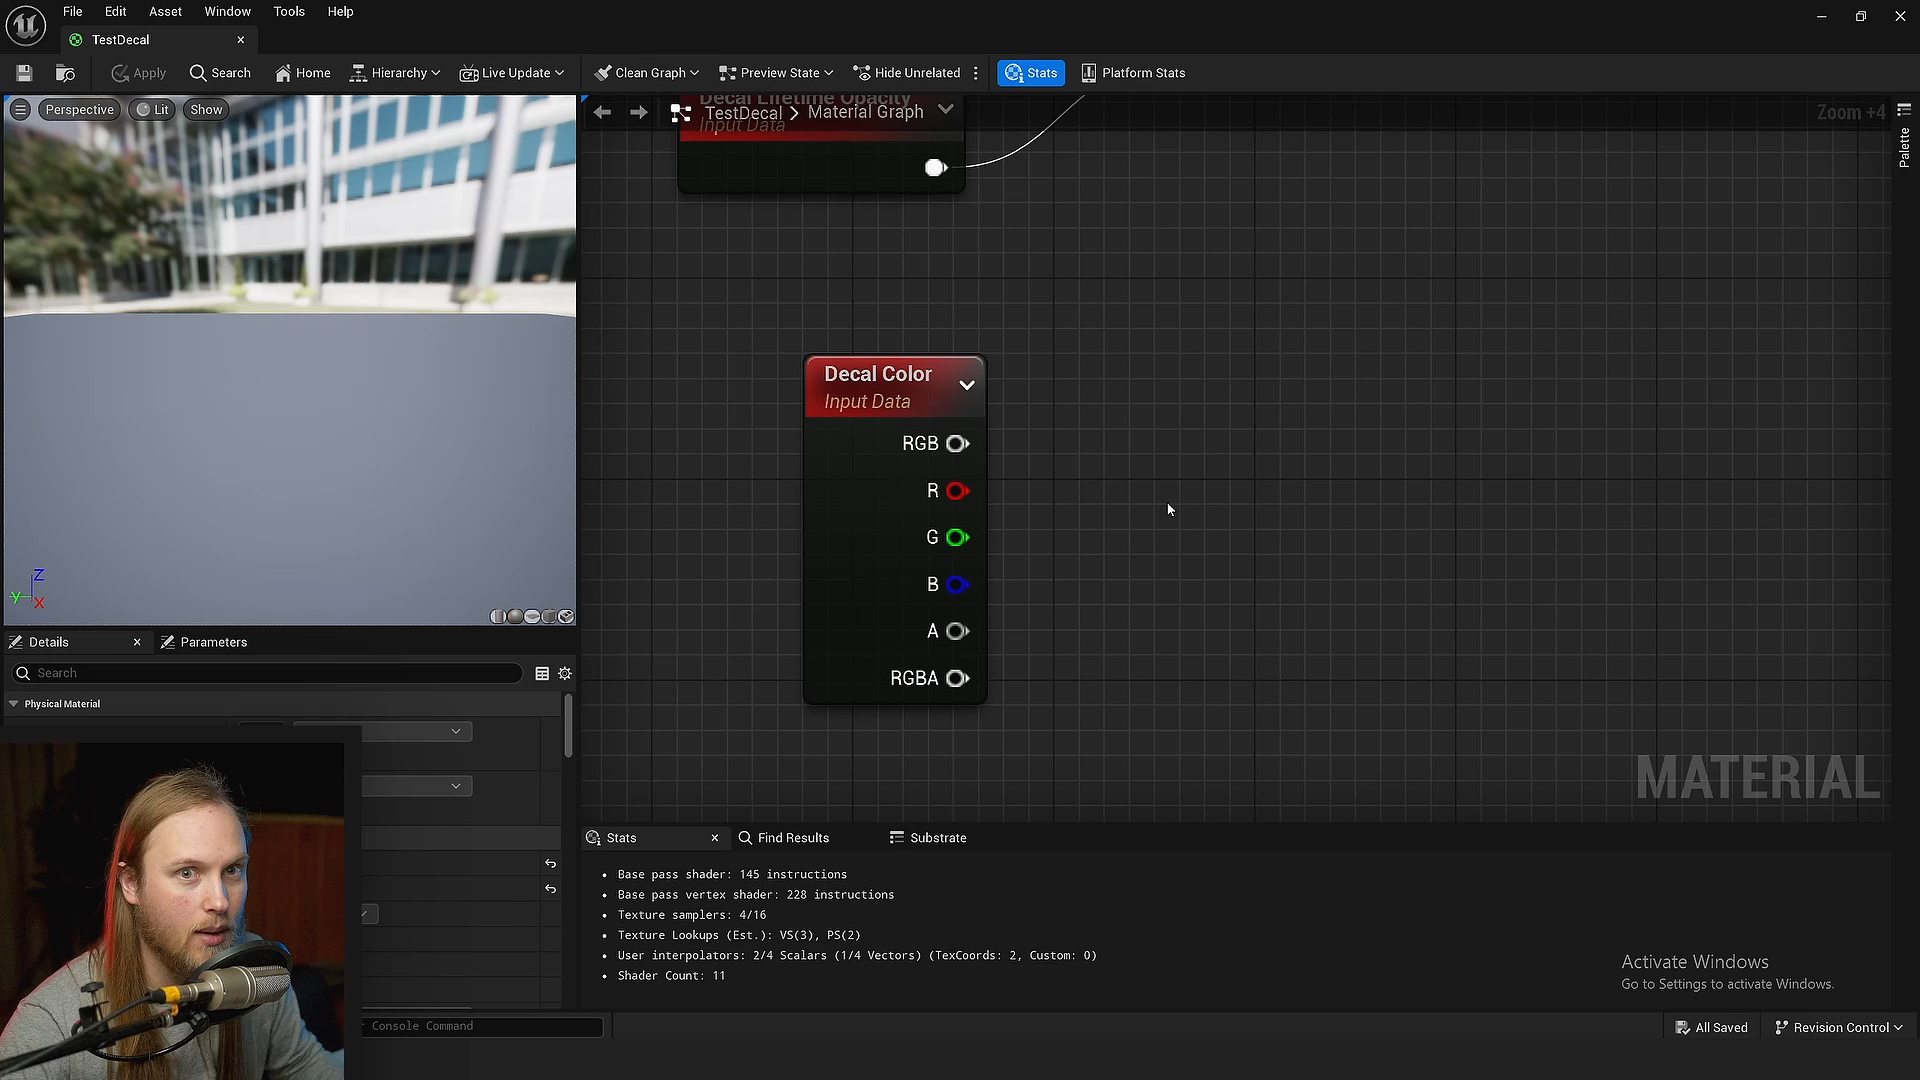 File Edit Asset Window Tools Help
TestDecal
Apply Search Home Hierarchy Live Update Clean Graph Preview State Hide Unrelated Stats Platform Stats
Perspective Lit Show
Decal Lifetime Opacity
Input Data
TestDecal > Material Graph
Zoom +4
Palette
Decal Color
Input Data
RGB
R
G
B
A
RGBA
MATERIAL
Z
Y
X
Details Parameters
Search
Physical Material
Stats Find Results Substrate
• Base pass shader: 145 instructions
• Base pass vertex shader: 228 instructions
• Texture samplers: 4/16
• Texture Lookups (Est.): VS(3), PS(2)
• User interpolators: 2/4 Scalars (1/4 Vectors) (TexCoords: 2, Custom: 0)
• Shader Count: 11
Activate Windows
Go to Settings to activate Windows.
Console Command
All Saved Revision Control